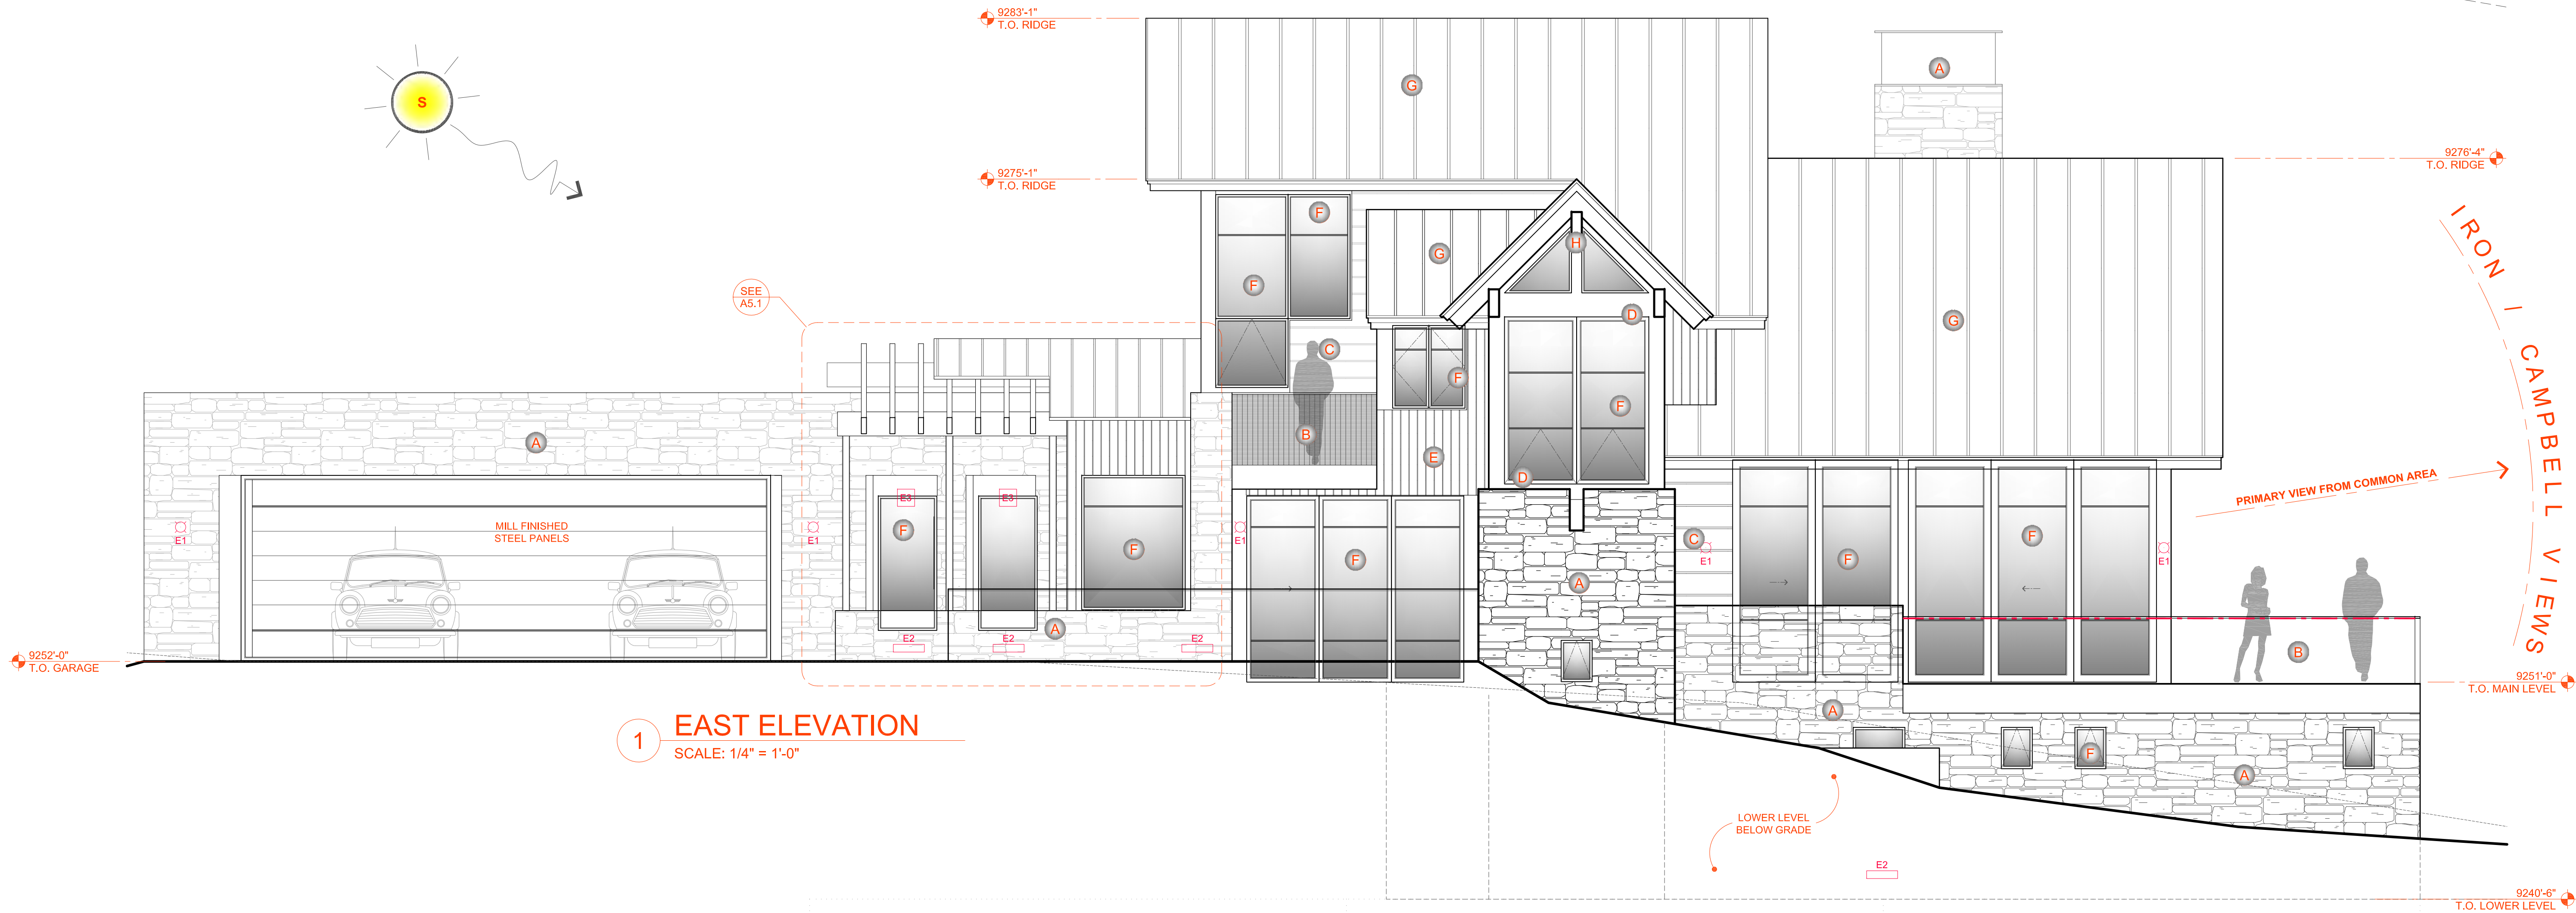 9283'-1"
T.O. RIDGE
S
A
G
9276'-4"
T.O. RIDGE
9275'-1"
T.O. RIDGE
F
H
G
F
SEE
A5.1
D
G
C
F
F
A
B
E
D
IRON / CAMPBELL VIEWS
PRIMARY VIEW FROM COMMON AREA
E3
E3
MILL FINISHED
STEEL PANELS
E1
E1
F
F
E1
F
C
E1
F
F
E1
A
A
E2
E2
E2
B
9252'-0"
T.O. GARAGE
9251'-0"
T.O. MAIN LEVEL
A
1
EAST ELEVATION
SCALE: 1/4" = 1'-0"
F
A
LOWER LEVEL
BELOW GRADE
E2
9240'-6"
T.O. LOWER LEVEL